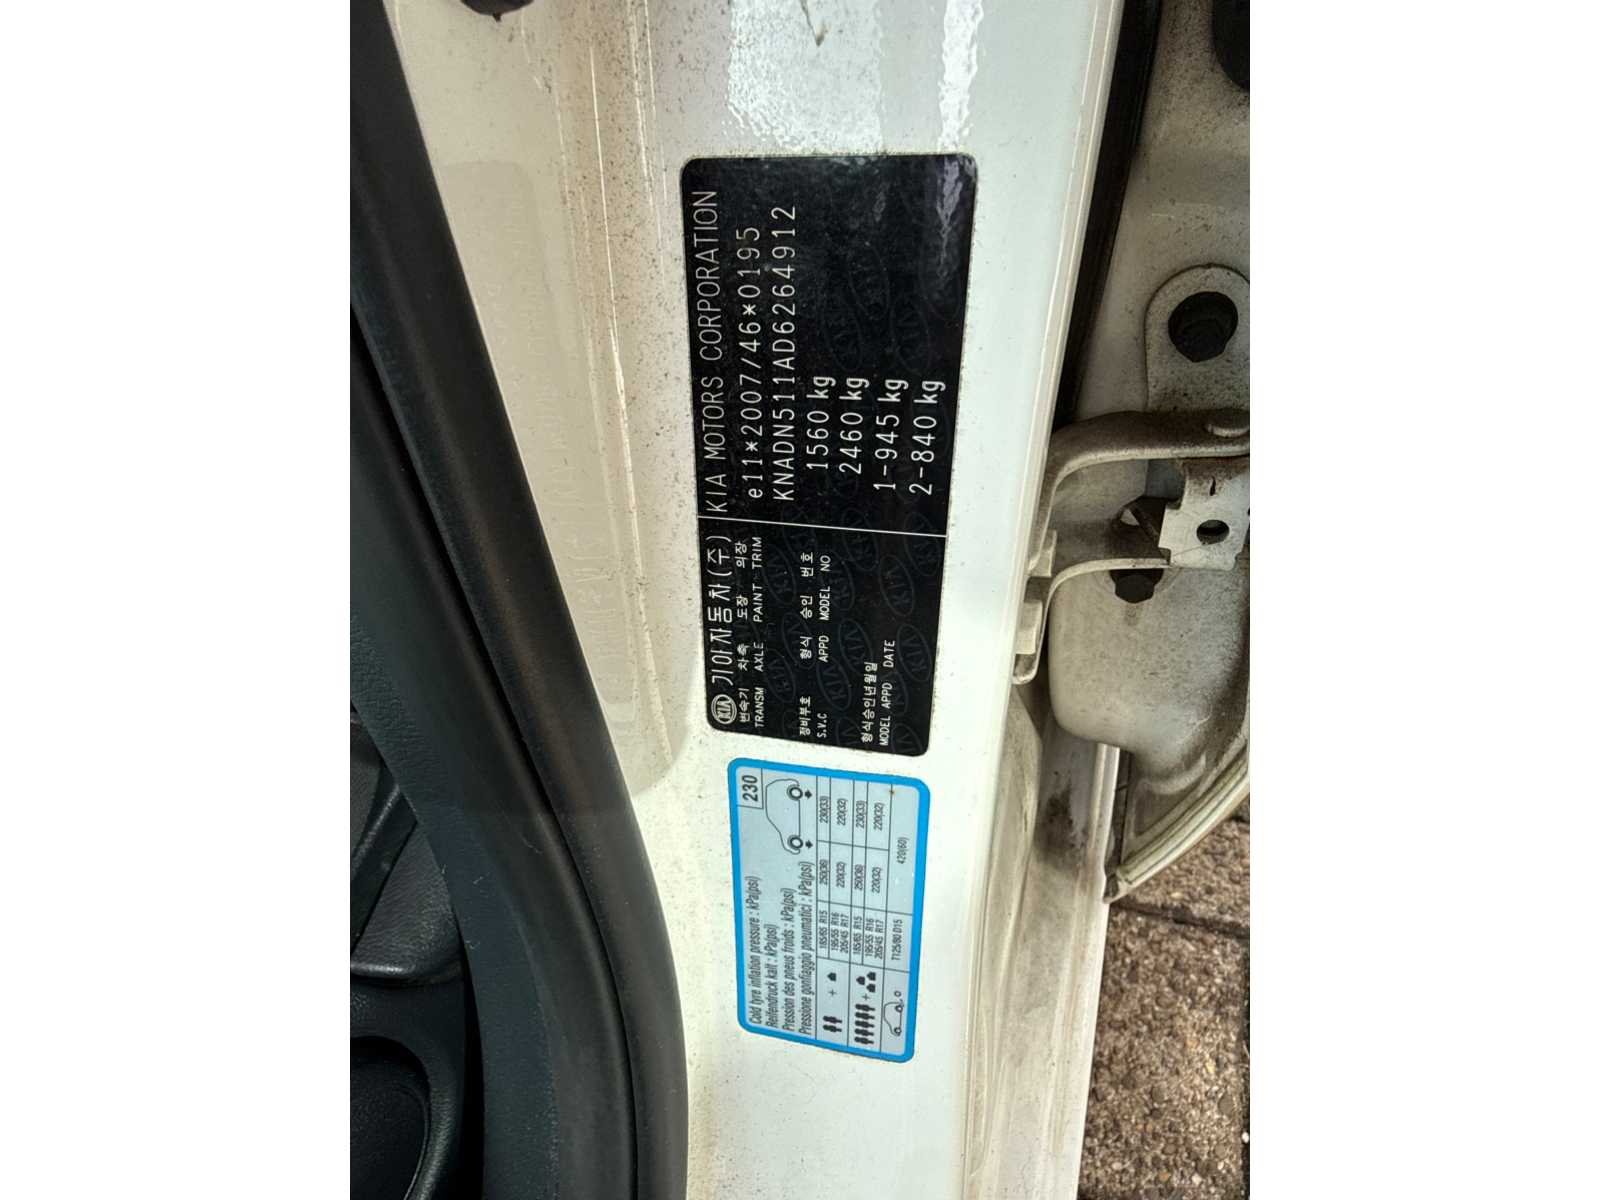 KIA 기아자동차(주) KIA MOTORS CORPORATION
변속기 차축 도장 의장
TRANSM AXLE PAINT TRIM
e11*2007/46*0195
KNADN511AD6264912
정비부호 형식 승인 번호
S.V.C APPD MODEL NO
1560 kg
2460 kg
형식승인년월일
MODEL APPD DATE
1-945 kg
2-840 kg
230
Cold tyre inflation pressure : kPa(psi)
Reifendruck kalt : kPa(psi)
Pression des pneus froids : kPa(psi)
Pressione gonfiaggio pneumatici : kPa(psi)
185/65 R15 250(36) 230(33)
195/55 R16
205/45 R17 220(32) 220(32)
185/65 R15 250(36) 230(33)
195/55 R16
205/45 R17 220(32) 220(32)
T125/80 D15 420(60)